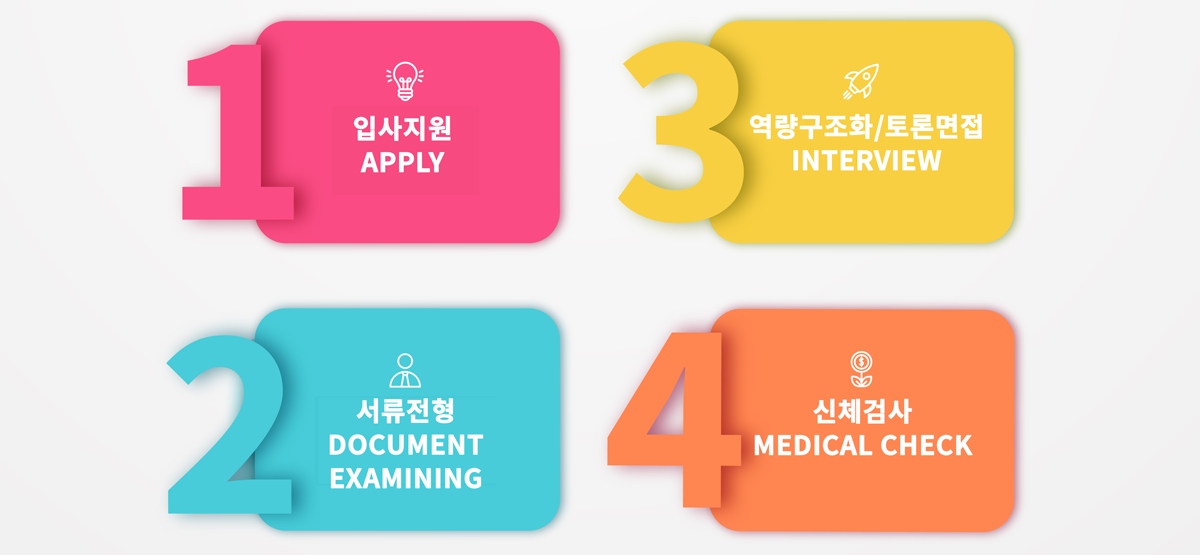 1
입사지원
APPLY
2
서류전형
DOCUMENT
EXAMINING
3
역량구조화/토론면접
INTERVIEW
4
신체검사
MEDICAL CHECK